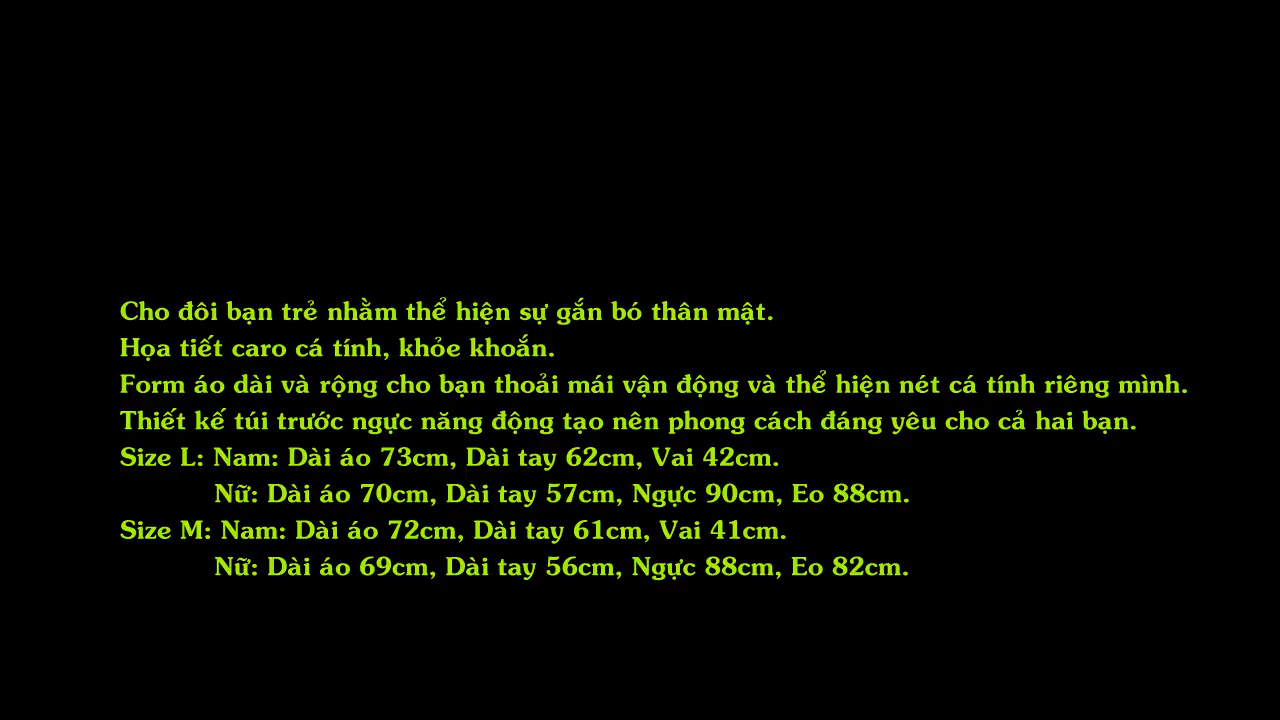 Cho đôi bạn trẻ nhằm thể hiện sự gắn bó thân mật.
Họa tiết caro cá tính, khỏe khoắn.
Form áo dài và rộng cho bạn thoải mái vận động và thể hiện nét cá tính riêng mình.
Thiết kế túi trước ngực năng động tạo nên phong cách đáng yêu cho cả hai bạn.
Size L: Nam: Dài áo 73cm, Dài tay 62cm, Vai 42cm.
Nữ: Dài áo 70cm, Dài tay 57cm, Ngực 90cm, Eo 88cm.
Size M: Nam: Dài áo 72cm, Dài tay 61cm, Vai 41cm.
Nữ: Dài áo 69cm, Dài tay 56cm, Ngực 88cm, Eo 82cm.